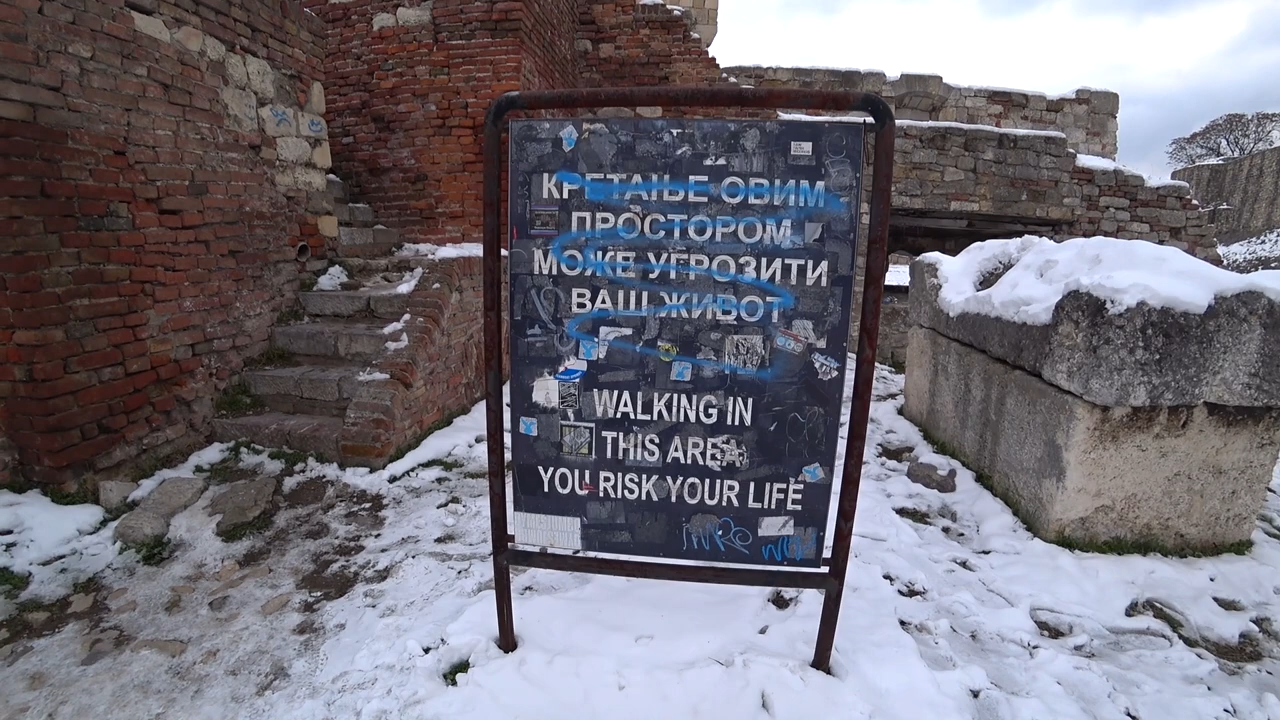 КРЕТАЊЕ ОВИМ
ПРОСТОРОМ
МОЖЕ УГРОЗИТИ
ВАШ ЖИВОТ
WALKING IN
THIS AREA
YOU RISK YOUR LIFE